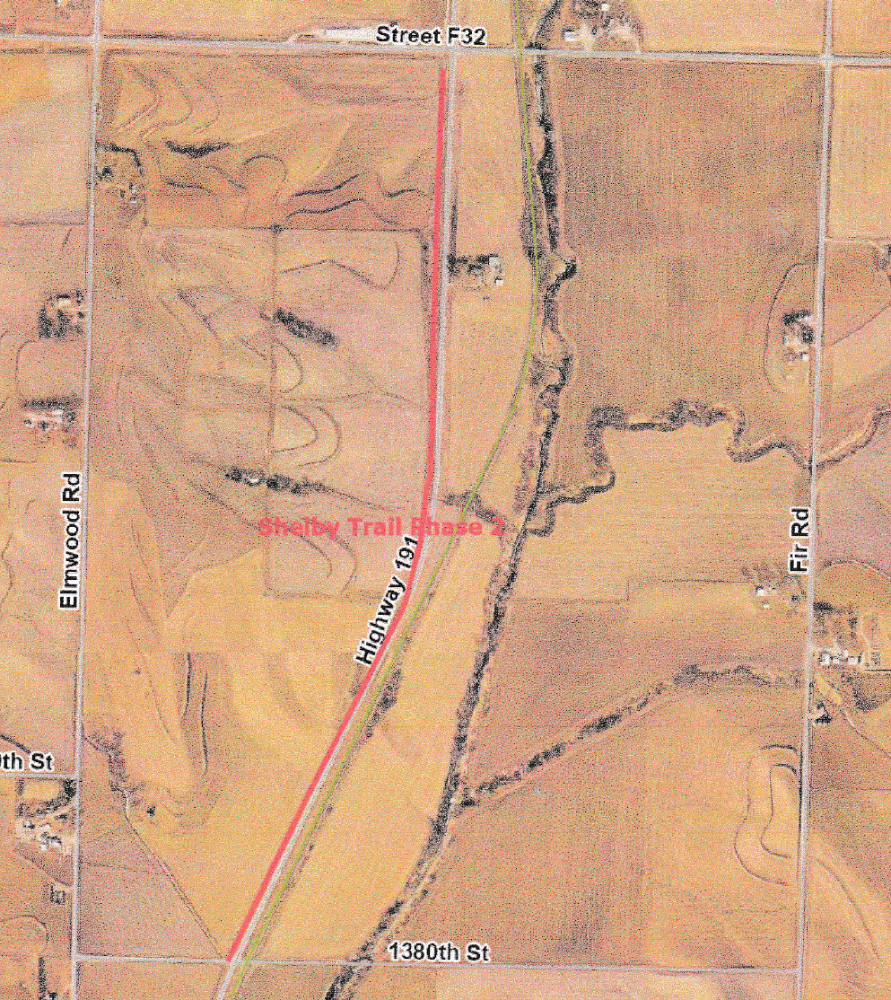 Street F32
Elmwood Rd
Shelby Trail Phase 2
Fir Rd
Highway 191
th St
1380th St